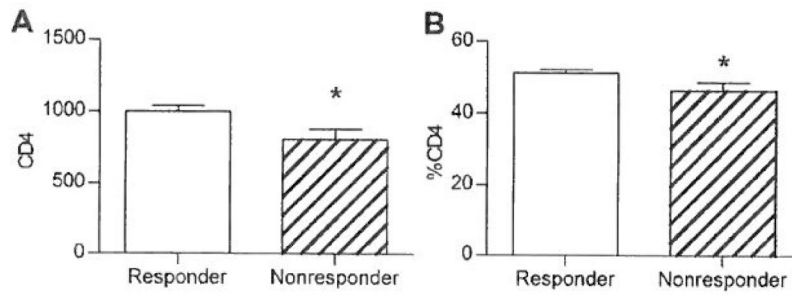 A
1500
1000
500
0
CD4
*
Responder
Nonresponder
B
60
40
20
0
%CD4
*
Responder
Nonresponder